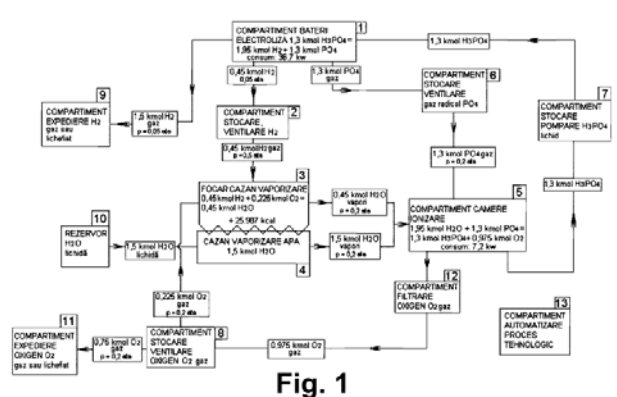 1
COMPARTIMENT BATERI
ELECTROLIZA 1,3 kmol H3PO4=
1,95 kmol H2 + 1,3 kmol PO4
consum: 36,7 kw
1,3 kmol H3PO4
0,45 kmol H2
0,05 ata
1,3 kmol PO4
gaz
6
COMPARTIMENT
STOCARE
VENTILARE
gaz radical PO4
9
COMPARTIMENT
EXPEDIERE H2
gaz sau
lichefiat
1,5 kmol H2
gaz
p = 0,05 ata
2
COMPARTIMENT
STOCARE,
VENTILARE H2
7
COMPARTIMENT
STOCARE
POMPARE H3PO4
lichid
0,45 kmol H2 gaz
p = 0,5 ata
1,3 kmol PO4 gaz
p = 0,2 ata
3
FOCAR CAZAN VAPORIZARE
0,45 kmol H2 + 0,225 kmol O2 =
0,45 kmol H2O
+ 25.987 kcal
0,45 kmol H2O
vapori
p = 0,2 ata
5
COMPARTIMENT CAMERE
IONIZARE
1,95 kmol H2O + 1,3 kmol PO4=
1,3 kmol H3PO4+ 0,975 kmol O2
consum: 7,2 kw
1,3 kmol H3PO4
10
REZERVOR
H2O
lichidă
1,5 kmol H2O
lichidă
CAZAN VAPORIZARE APA
1,5 kmol H2O
4
1,5 kmol H2O
vapori
p = 0,2 ata
12
COMPARTIMENT
FILTRARE
OXIGEN O2 gaz
0,225 kmol O2
gaz
p = 0,2 ata
13
COMPARTIMENT
AUTOMATIZARE
PROCES
TEHNOLOGIC
11
COMPARTIMENT
EXPEDIERE
OXIGEN O2
gaz sau lichefiat
0,75 kmol O2
gaz
p = 0,2 ata
8
COMPARTIMENT
STOCARE
VENTILARE
OXIGEN O2 gaz
0,975 kmol O2
gaz
Fig. 1